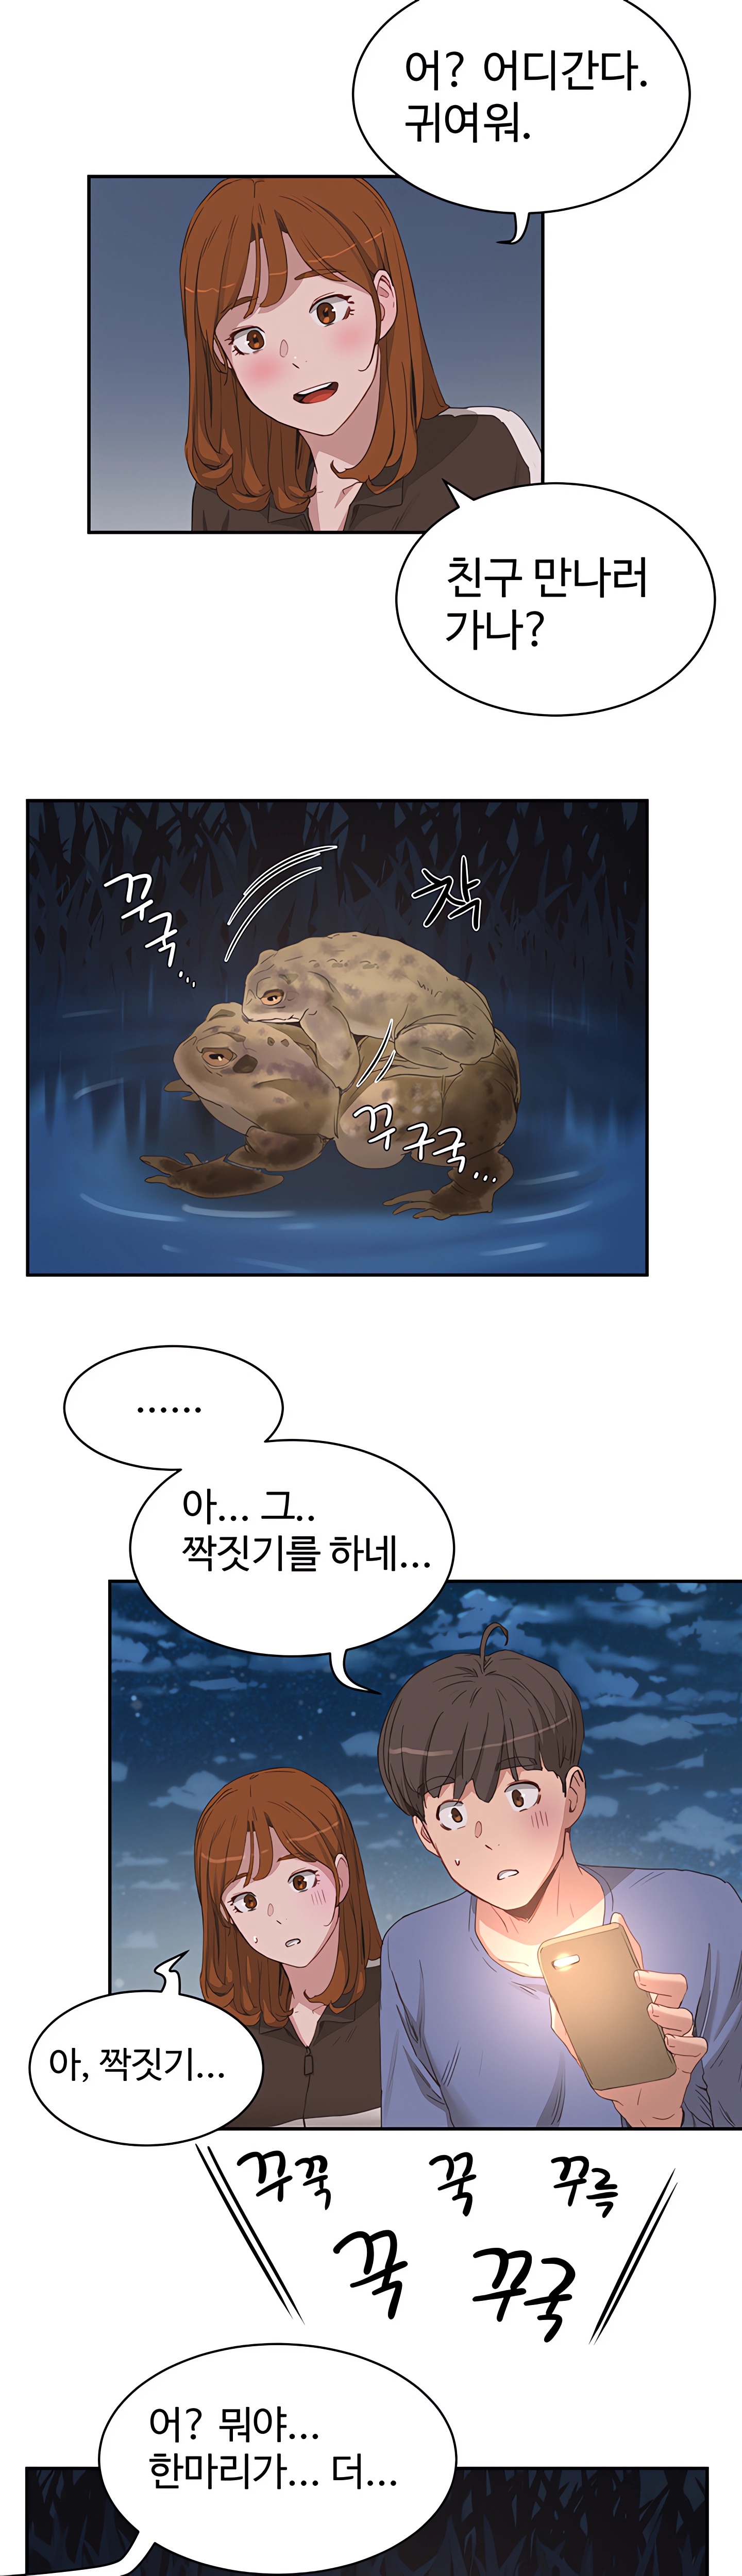 어? 어디간다.
귀여워.
친구 만나러
가나?
꾸
국...
착
꾸구국...
......
아... 그..
짝짓기를 하네...
아, 짝짓기...
꾸꾹
꾹
꾸륵
꾹
꾸국
어? 뭐야...
한마리가... 더...